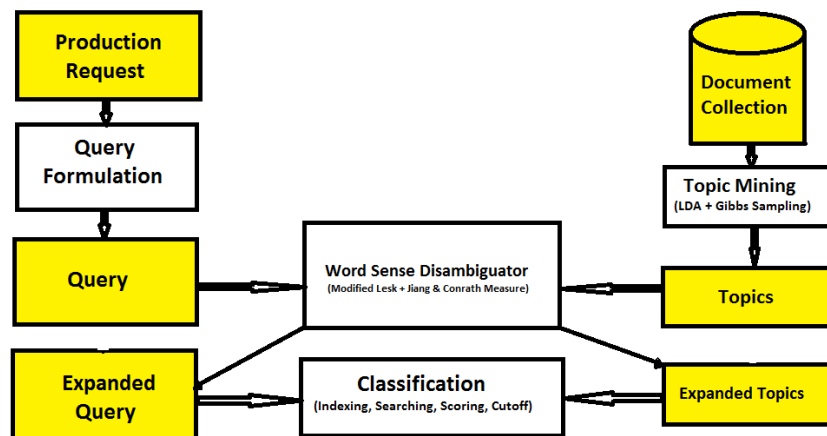 Production
Request
Document
Collection
Query
Formulation
Topic Mining
(LDA + Gibbs Sampling)
Query
Word Sense Disambiguator
(Modified Lesk + Jiang & Conrath Measure)
Topics
Expanded
Query
Classification
(Indexing, Searching, Scoring, Cutoff)
Expanded Topics